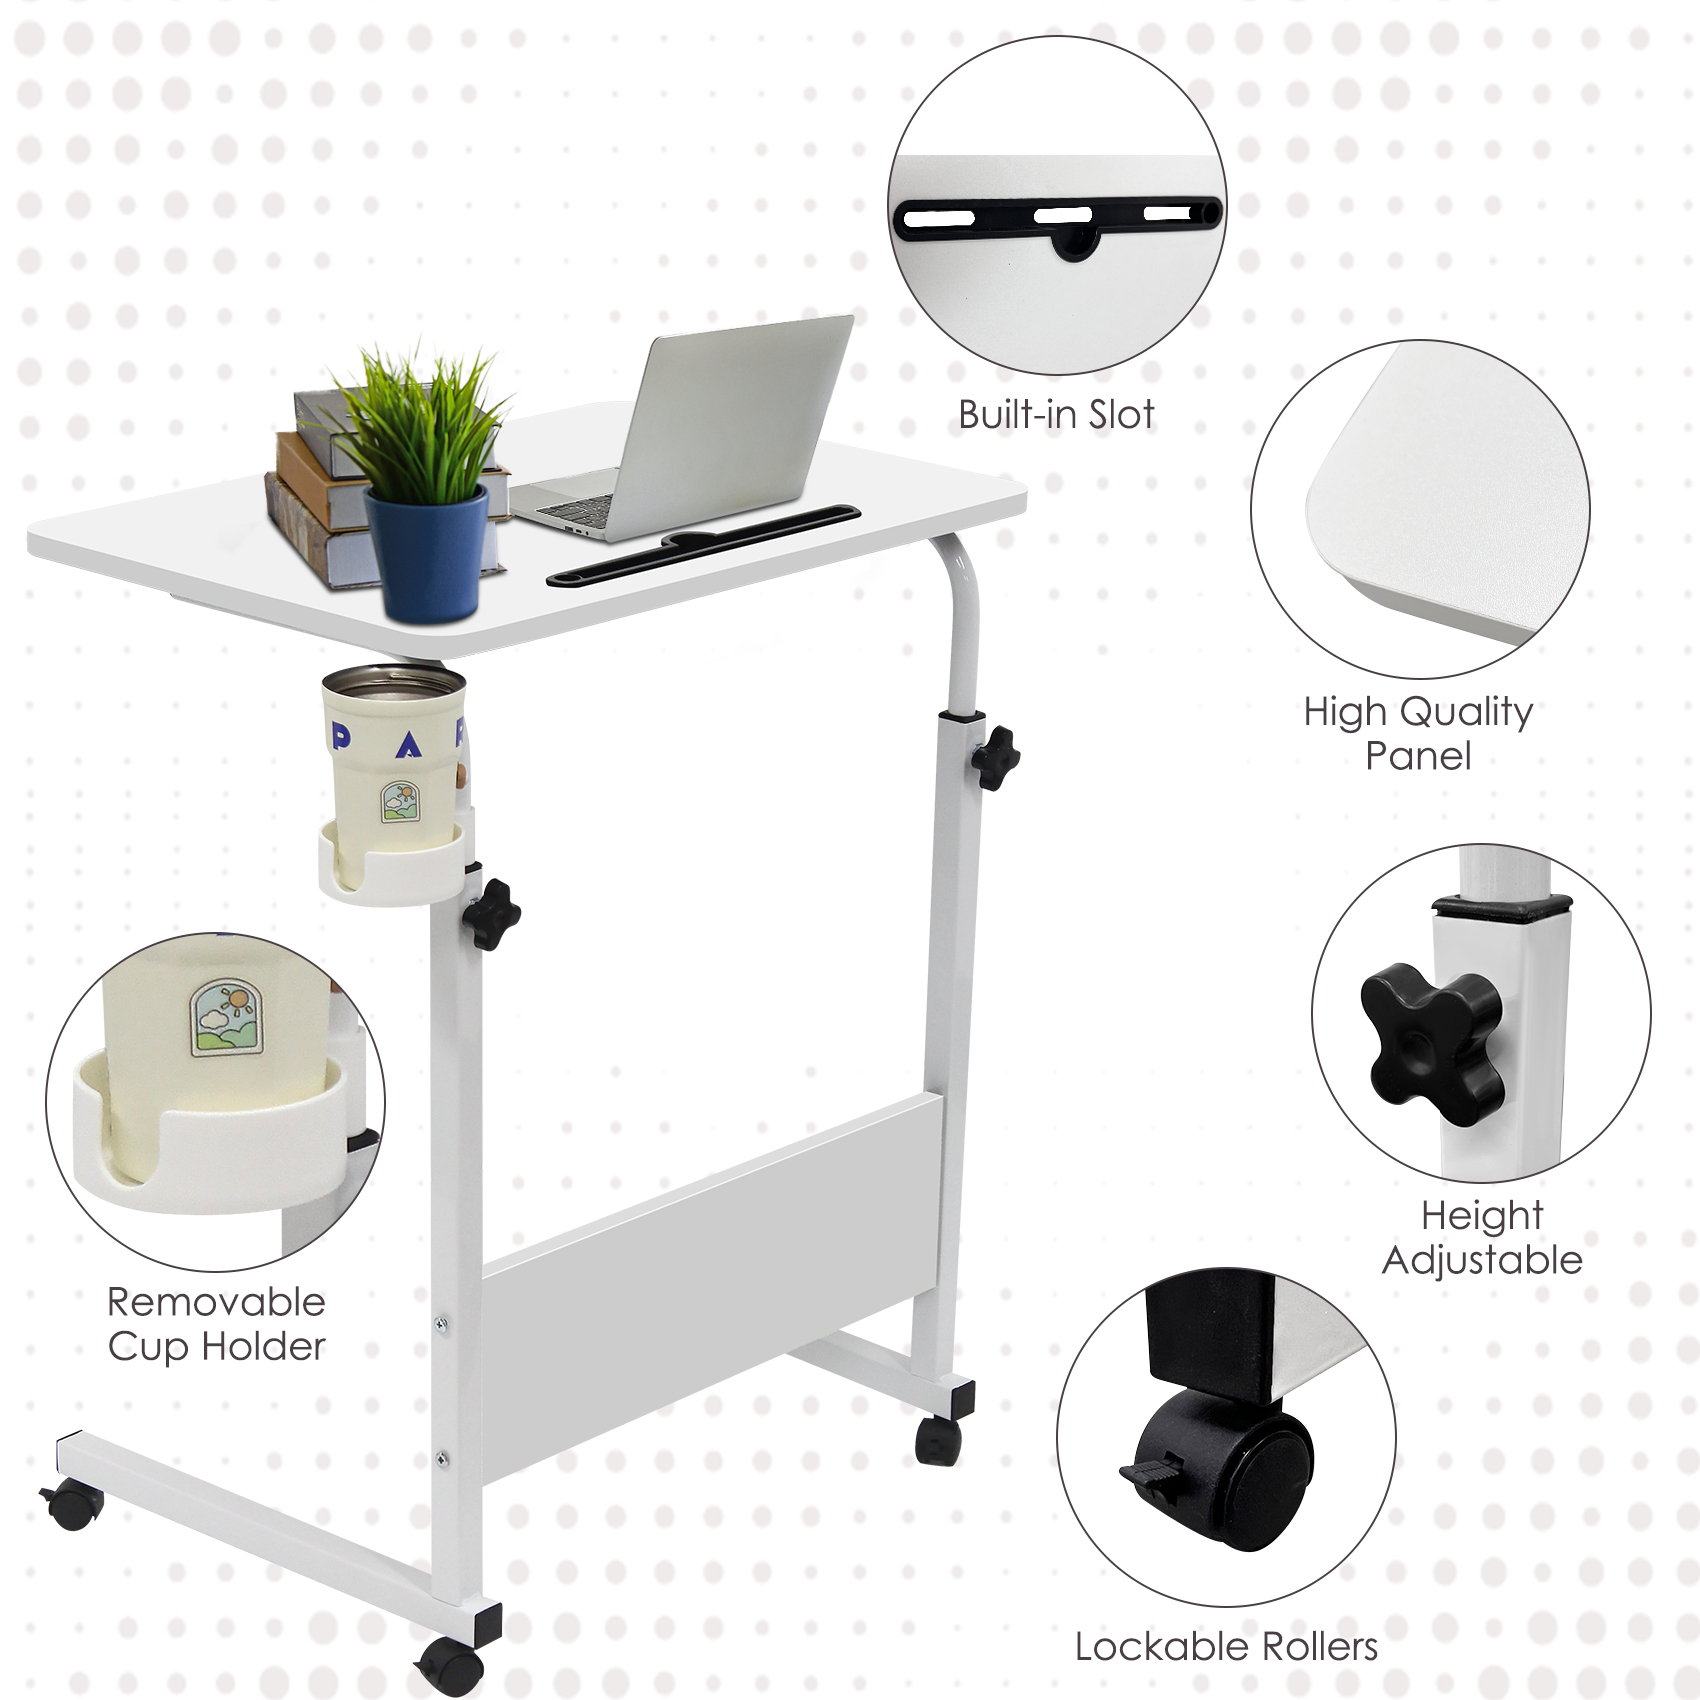 Built-in Slot
High Quality
Panel
P A
Height
Adjustable
Removable
Cup Holder
Lockable Rollers